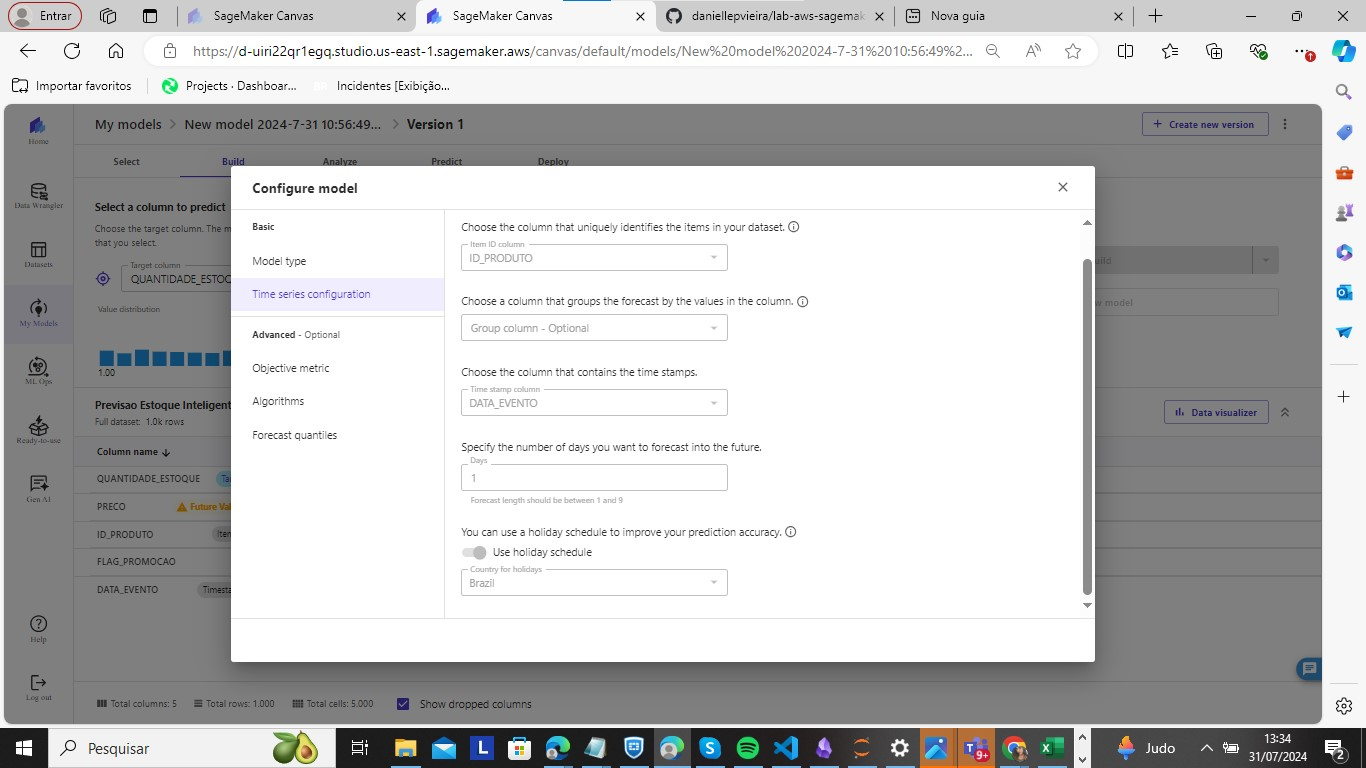 Entrar
SageMaker Canvas
SageMaker Canvas
daniellepvieira/lab-aws-sagemak
Nova guia
https://d-uiri22qr1egq.studio.us-east-1.sagemaker.aws/canvas/default/models/New%20model%202024-7-31%2010:56:49%2...
Importar favoritos
Projects · Dashboar...
Incidentes [Exibição...
My models > New model 2024-7-31 10:56:49... > Version 1
+ Create new version
Home
Select Build Analyze Predict Deploy
Data Wrangler
Datasets
My Models
ML Ops
Ready-to-use
Gen AI
Help
Log out
Select a column to predict
Choose the target column. The m
that you select.
Target column
QUANTIDADE_ESTOQ
Value distribution
1.00
Previsao Estoque Inteligent
Full dataset: 1.0k rows
Column name
QUANTIDADE_ESTOQUE
PRECO Future Val
ID_PRODUTO Iten
FLAG_PROMOCAO
DATA_EVENTO Timesta
Configure model
Basic
Model type
Time series configuration
Advanced - Optional
Objective metric
Algorithms
Forecast quantiles
Choose the column that uniquely identifies the items in your dataset.
Item ID column
ID_PRODUTO
Choose a column that groups the forecast by the values in the column.
Group column - Optional
Choose the column that contains the time stamps.
Time stamp column
DATA_EVENTO
Specify the number of days you want to forecast into the future.
Days
1
Forecast length should be between 1 and 9
You can use a holiday schedule to improve your prediction accuracy.
Use holiday schedule
Country for holidays
Brazil
uild
w model
Data visualizer
Total columns: 5 Total rows: 1.000 Total cells: 5.000 Show dropped columns
Pesquisar
L
9+
Judo
13:34
31/07/2024
2